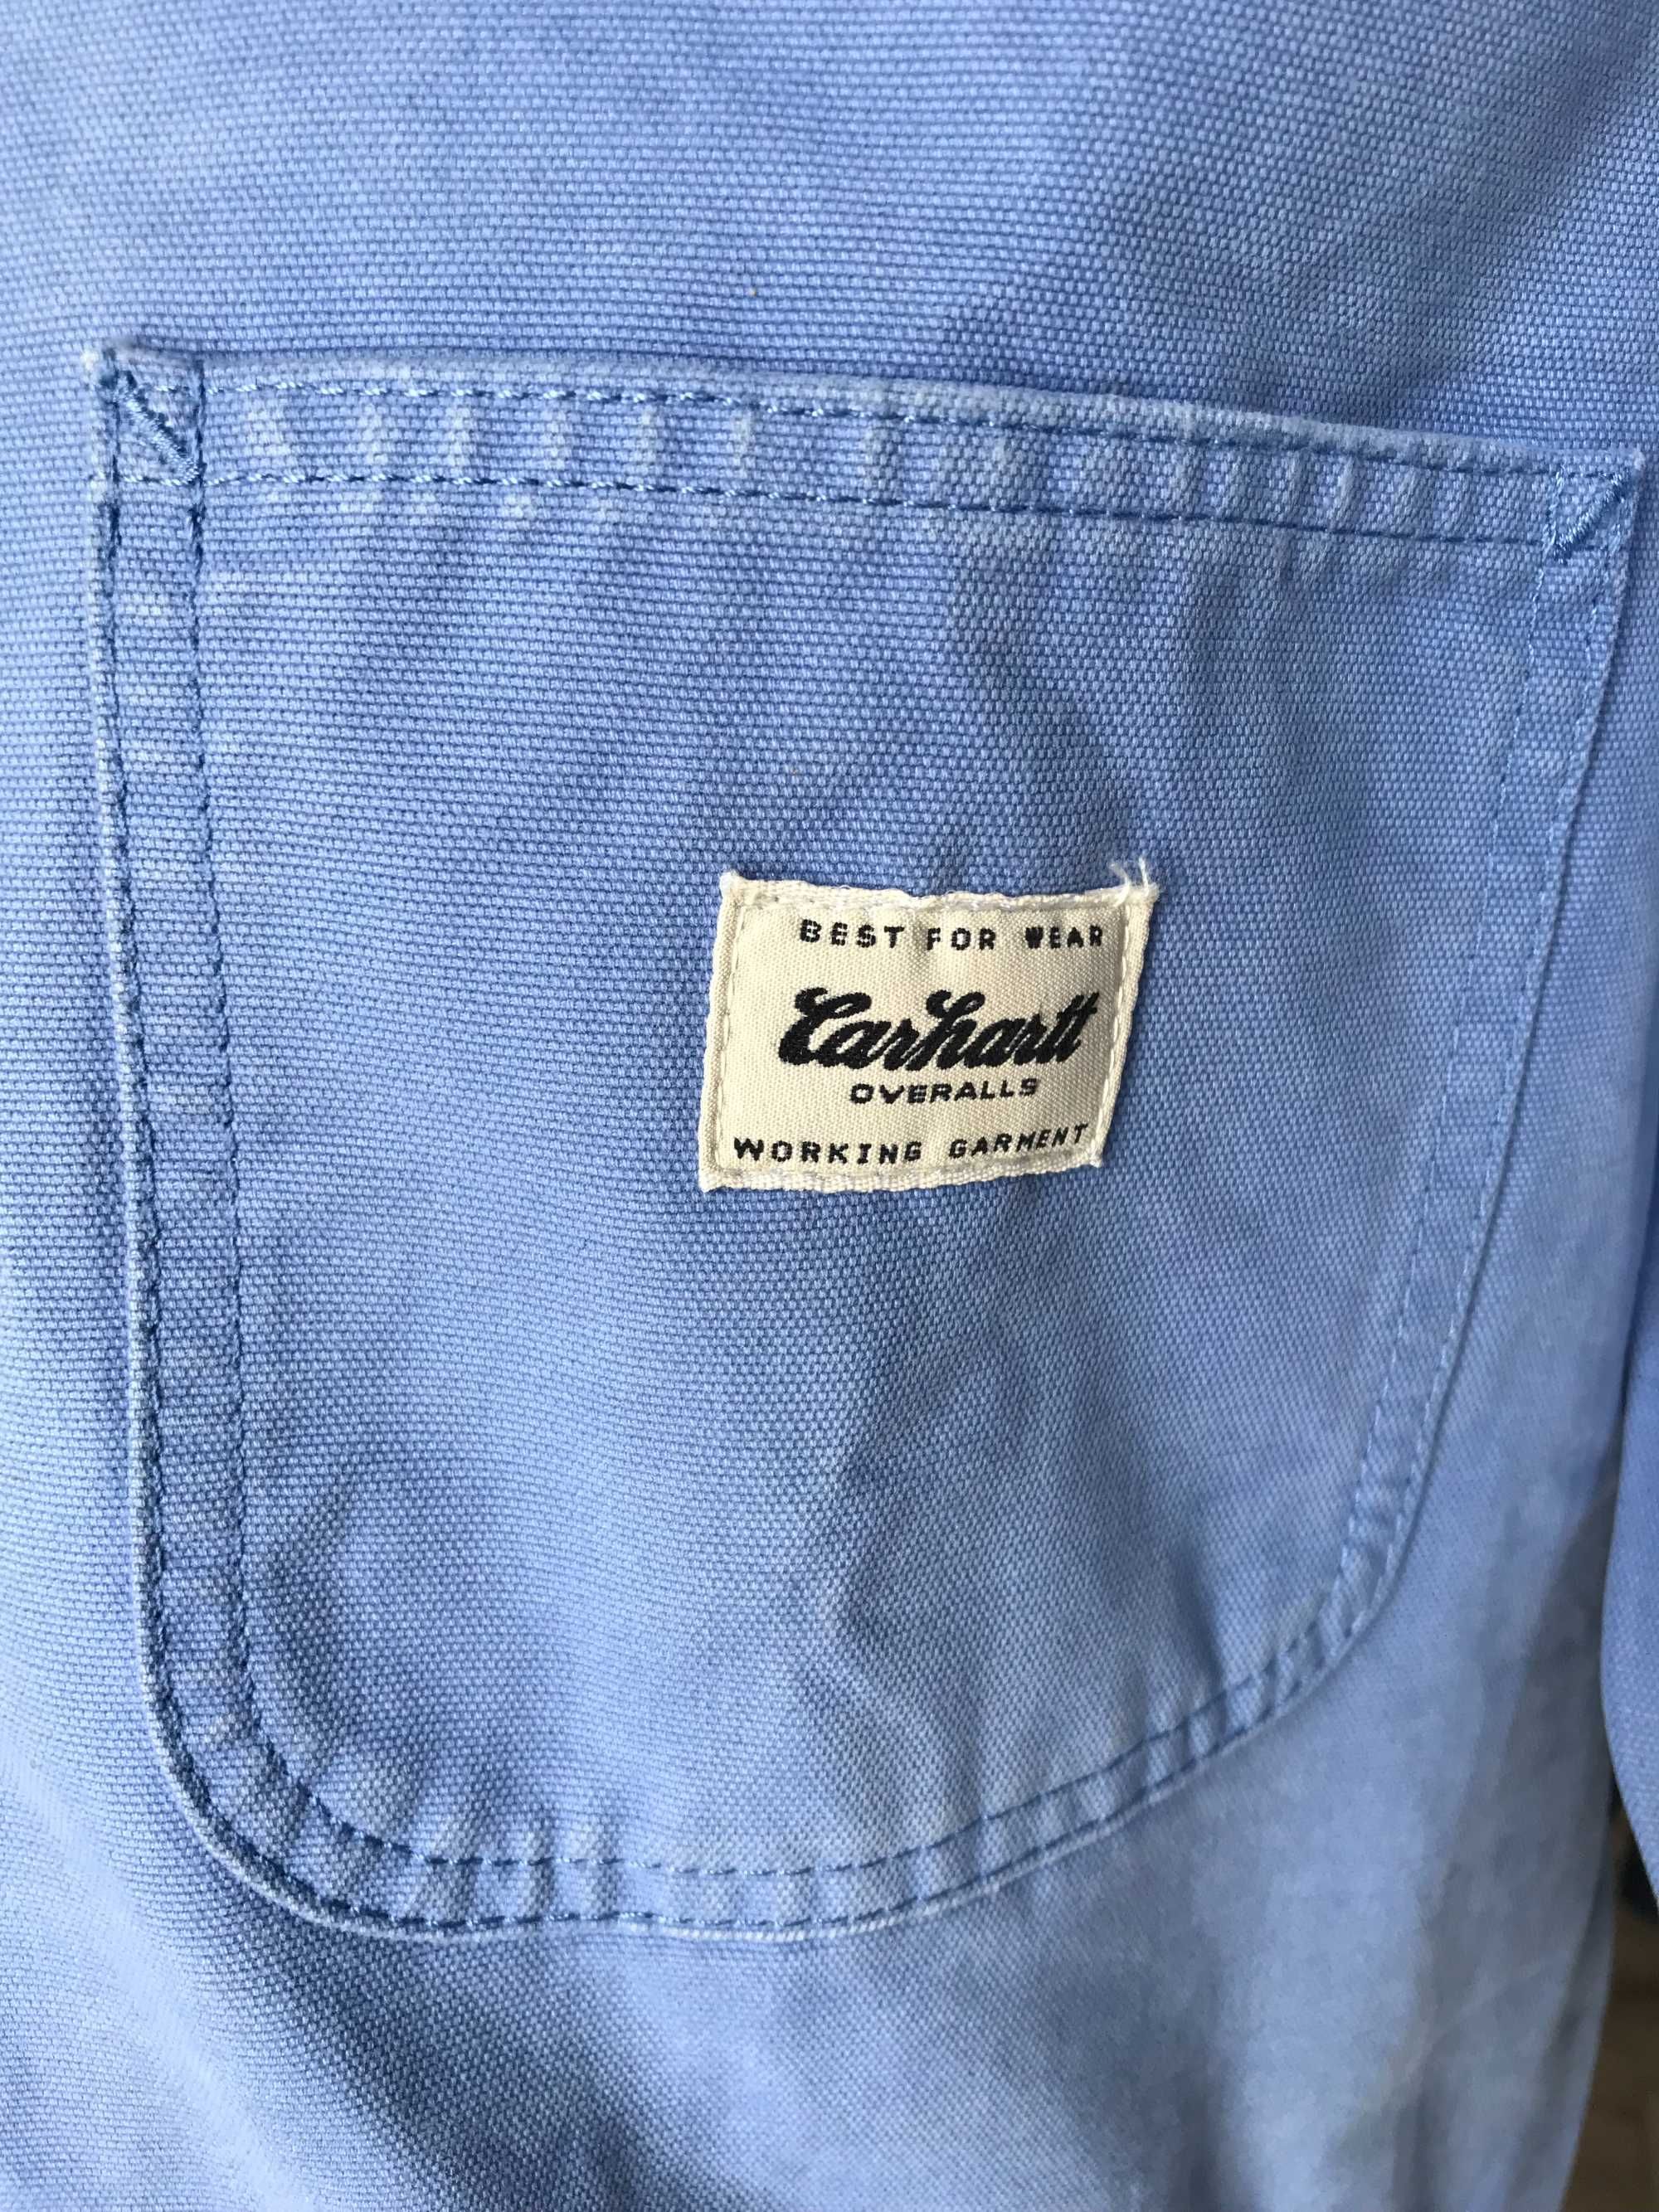 BEST FOR WEAR
Carhartt
OVERALLS
WORKING GARMENT